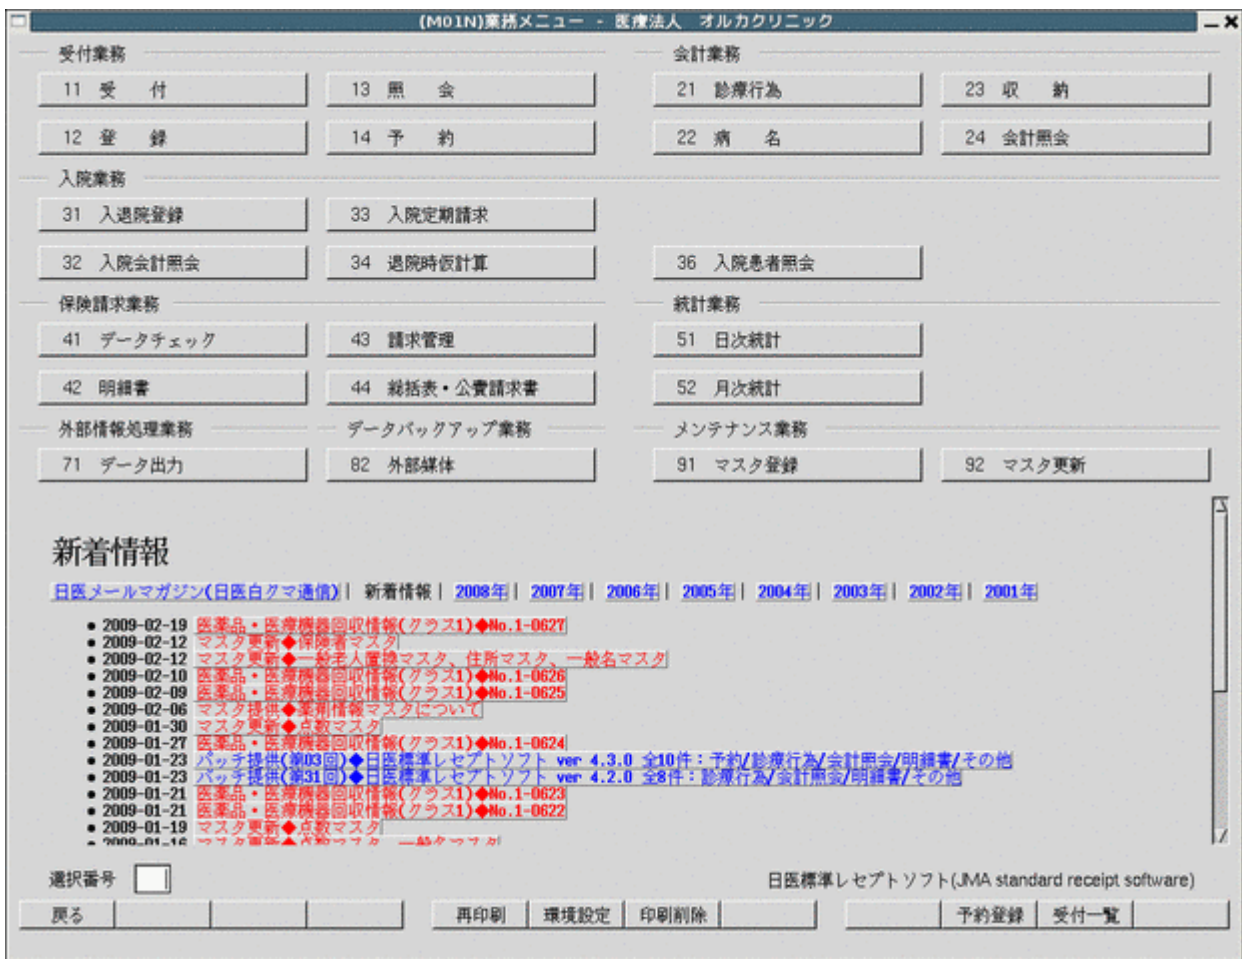 (M01N)業務メニュー - 医療法人 オルカクリニック
受付業務 会計業務
11 受 付 13 照 会 21 診療行為 23 収 納
12 登 録 14 予 約 22 病 名 24 会計照会
入院業務
31 入退院登録 33 入院定期請求
32 入院会計照会 34 退院時仮計算 36 入院患者照会
保険請求業務 統計業務
41 データチェック 43 請求管理 51 日次統計
42 明細書 44 総括表・公費請求書 52 月次統計
外部情報処理業務 データバックアップ業務 メンテナンス業務
71 データ出力 82 外部媒体 91 マスタ登録 92 マスタ更新
新着情報
日医メールマガジン(日医白クマ通信)| 新着情報 | 2008年| 2007年| 2006年| 2005年| 2004年| 2003年| 2002年| 2001年
• 2009-02-19 医薬品・医療機器回収情報(クラス1)◆No.1-0627
• 2009-02-12 マスタ更新◆保険者マスタ
• 2009-02-12 マスタ更新◆一般老人置換マスタ、住所マスタ、一般名マスタ
• 2009-02-10 医薬品・医療機器回収情報(クラス1)◆No.1-0626
• 2009-02-09 医薬品・医療機器回収情報(クラス1)◆No.1-0625
• 2009-02-06 マスタ提供◆薬剤情報マスタについて
• 2009-01-30 マスタ更新◆点数マスタ
• 2009-01-27 医薬品・医療機器回収情報(クラス1)◆No.1-0624
• 2009-01-23 パッチ提供(第03回)◆日医標準レセプトソフト ver 4.3.0 全10件：予約/診療行為/会計照会/明細書/その他
• 2009-01-23 パッチ提供(第31回)◆日医標準レセプトソフト ver 4.2.0 全8件：診療行為/会計照会/明細書/その他
• 2009-01-21 医薬品・医療機器回収情報(クラス1)◆No.1-0623
• 2009-01-21 医薬品・医療機器回収情報(クラス1)◆No.1-0622
• 2009-01-19 マスタ更新◆点数マスタ
• 2009-01-16 マスタ更新◆点数マスタ、一般名マスタ
選択番号 日医標準レセプトソフト(JMA standard receipt software)
戻る 再印刷 環境設定 印刷削除 予約登録 受付一覧